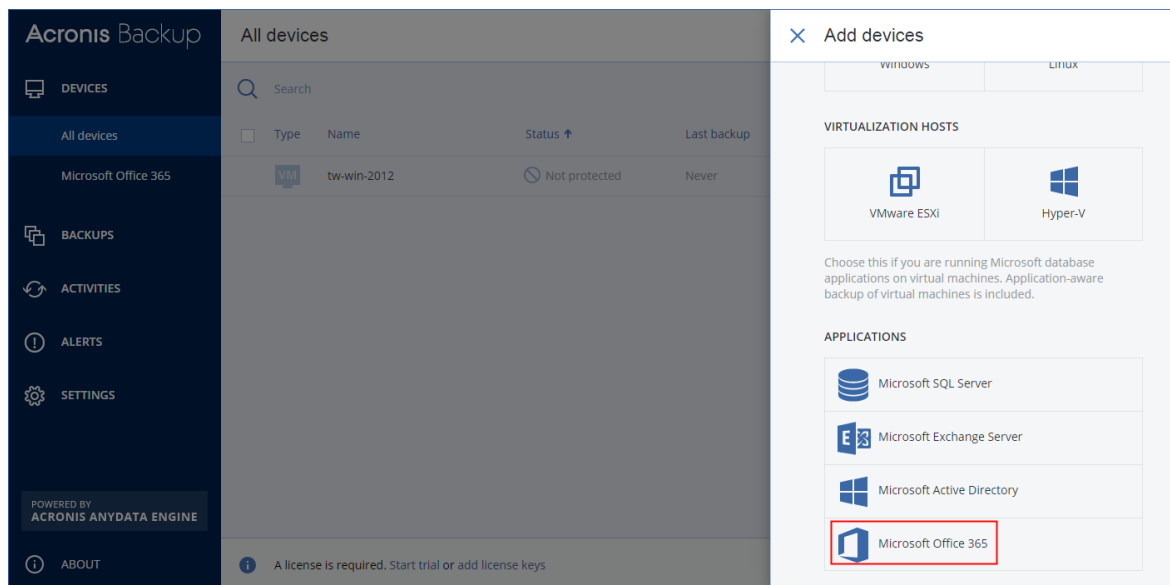 Acronis Backup
DEVICES
All devices
Microsoft Office 365
BACKUPS
ACTIVITIES
ALERTS
SETTINGS
POWERED BY
ACRONIS ANYDATA ENGINE
ABOUT
All devices
Search
Type Name Status Last backup
VM tw-win-2012 Not protected Never
A license is required. Start trial or add license keys
Add devices
Windows Linux
VIRTUALIZATION HOSTS
VMware ESXi Hyper-V
Choose this if you are running Microsoft database
applications on virtual machines. Application-aware
backup of virtual machines is included.
APPLICATIONS
Microsoft SQL Server
Microsoft Exchange Server
Microsoft Active Directory
Microsoft Office 365